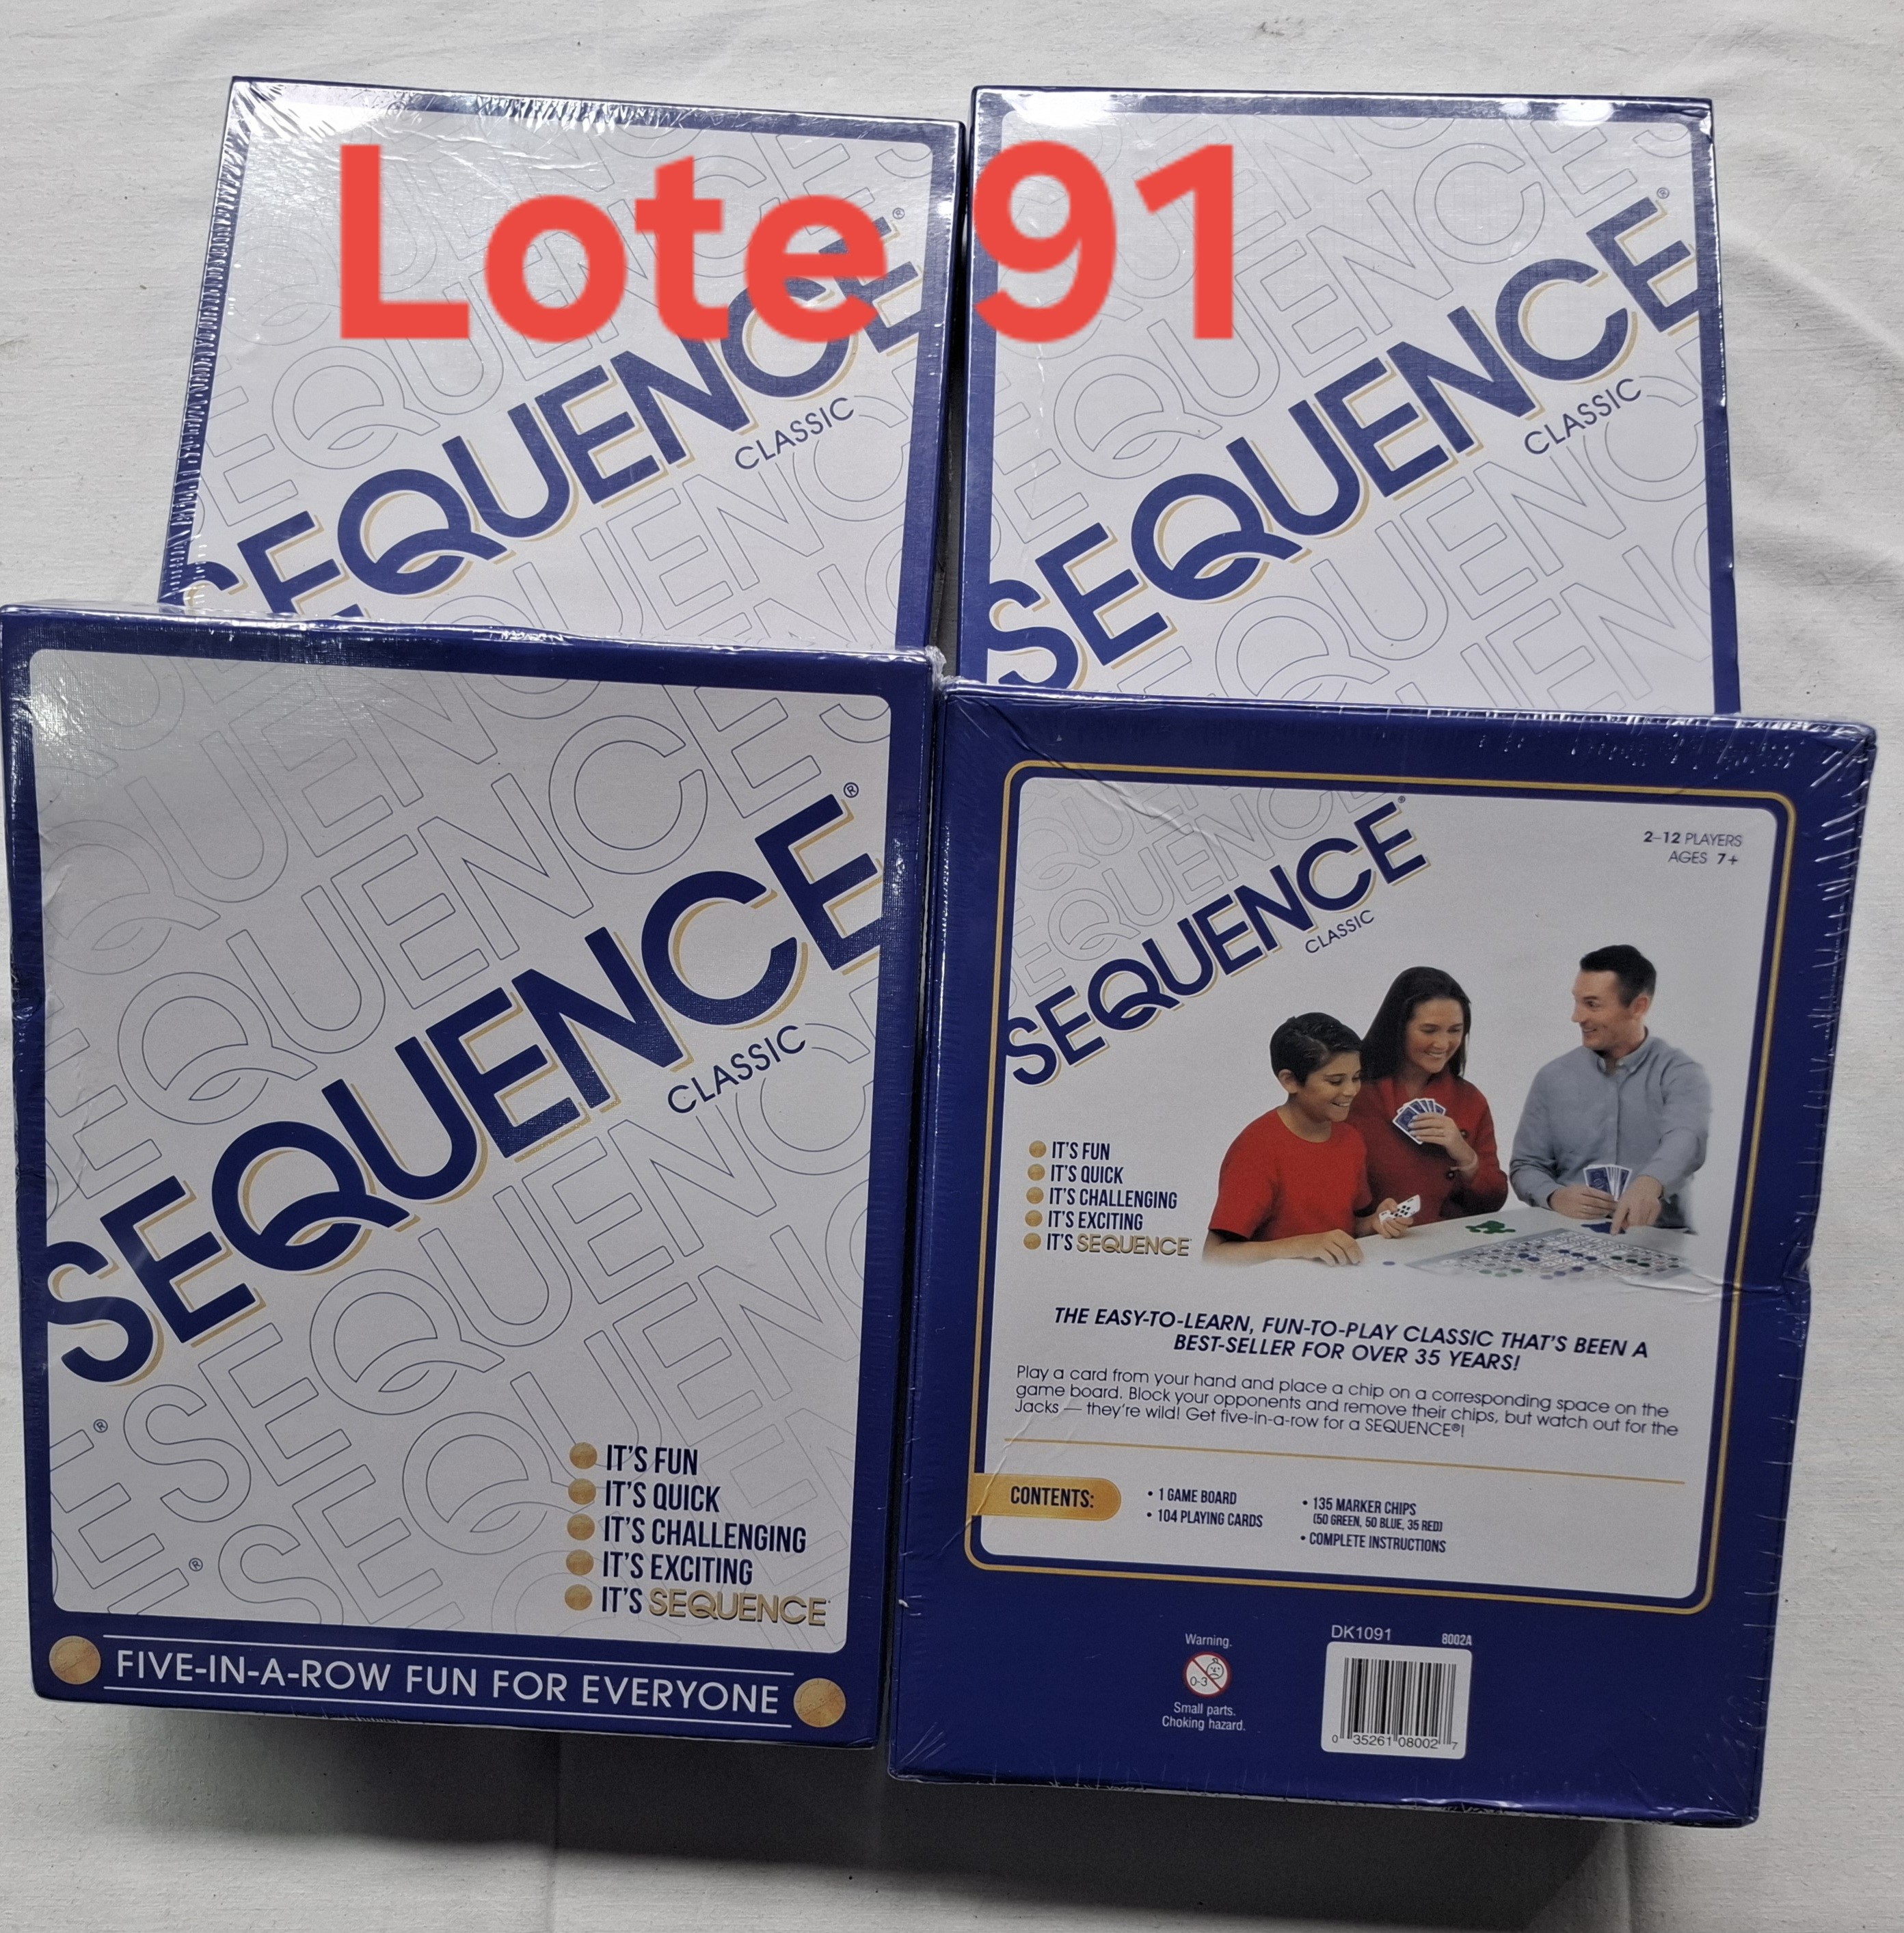 Lote 91
SEQUENCE®
CLASSIC
SEQUENCE®
CLASSIC
SEQUENCE®
CLASSIC
IT'S FUN
IT'S QUICK
IT'S CHALLENGING
IT'S EXCITING
IT'S SEQUENCE
FIVE-IN-A-ROW FUN FOR EVERYONE
SEQUENCE®
CLASSIC
2–12 PLAYERS
AGES 7+
IT'S FUN
IT'S QUICK
IT'S CHALLENGING
IT'S EXCITING
IT'S SEQUENCE
THE EASY-TO-LEARN, FUN-TO-PLAY CLASSIC THAT'S BEEN A
BEST-SELLER FOR OVER 35 YEARS!
Play a card from your hand and place a chip on a corresponding space on the
game board. Block your opponents and remove their chips, but watch out for the
Jacks — they're wild! Get five-in-a-row for a SEQUENCE®!
CONTENTS:
• 1 GAME BOARD
• 104 PLAYING CARDS
• 135 MARKER CHIPS
(50 GREEN, 50 BLUE, 35 RED)
• COMPLETE INSTRUCTIONS
Warning.
0-3
Small parts.
Choking hazard.
DK1091 8002A
0 35261 08002 7